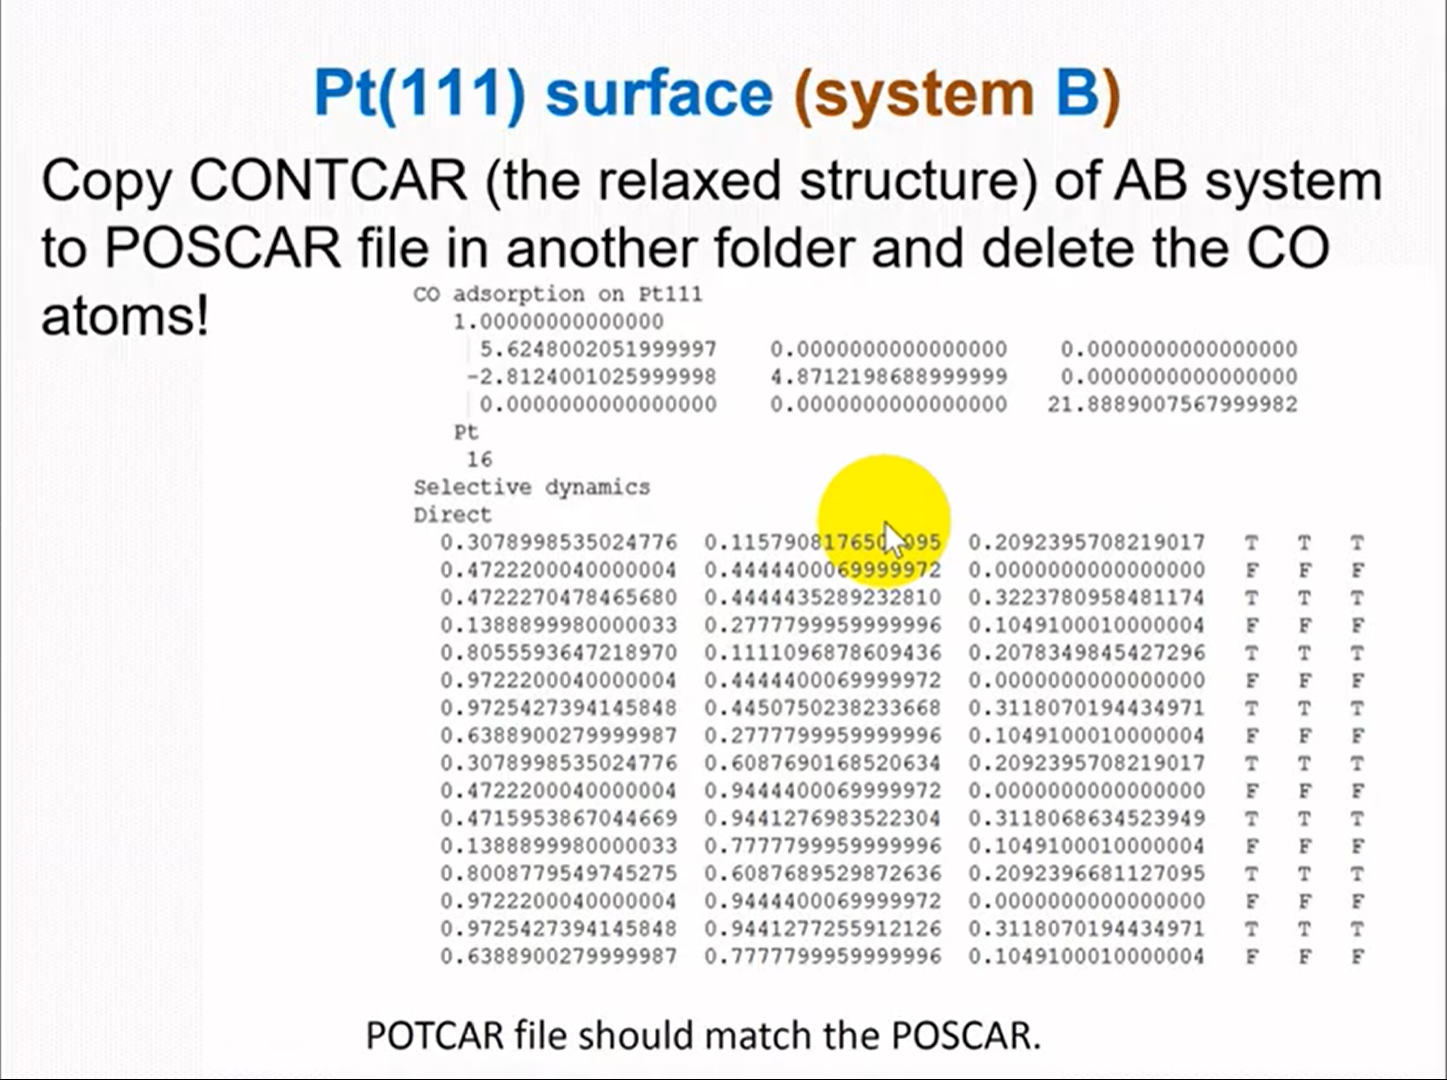 Pt(111) surface (system B)
Copy CONTCAR (the relaxed structure) of AB system
to POSCAR file in another folder and delete the CO
atoms!
CO adsorption on Pt111
1.00000000000000
5.6248002051999997 0.0000000000000000 0.0000000000000000
-2.8124001025999998 4.8712198688999999 0.0000000000000000
0.0000000000000000 0.0000000000000000 21.8889007567999982
Pt
16
Selective dynamics
Direct
0.3078998535024776 0.2092395708219017 T T T
0.4722200040000004 0.4444400069999972 0.0000000000000000 F F F
0.4722270478465680 0.4444435289232810 0.3223780958481174 T T T
0.1388899980000033 0.2777799959999996 0.1049100010000004 F F F
0.8055593647218970 0.1111096878609436 0.2078349845427296 T T T
0.9722200040000004 0.4444400069999972 0.0000000000000000 F F F
0.9725427394145848 0.4450750238233668 0.3118070194434971 T T T
0.6388900279999987 0.2777799959999996 0.1049100010000004 F F F
0.3078998535024776 0.6087690168520634 0.2092395708219017 T T T
0.4722200040000004 0.9444400069999972 0.0000000000000000 F F F
0.4715953867044669 0.9441276983522304 0.3118068634523949 T T T
0.1388899980000033 0.7777799959999996 0.1049100010000004 F F F
0.8008779549745275 0.6087689529872636 0.2092396681127095 T T T
0.9722200040000004 0.9444400069999972 0.0000000000000000 F F F
0.9725427394145848 0.9441277255912126 0.3118070194434971 T T T
0.6388900279999987 0.7777799959999996 0.1049100010000004 F F F
POTCAR file should match the POSCAR.